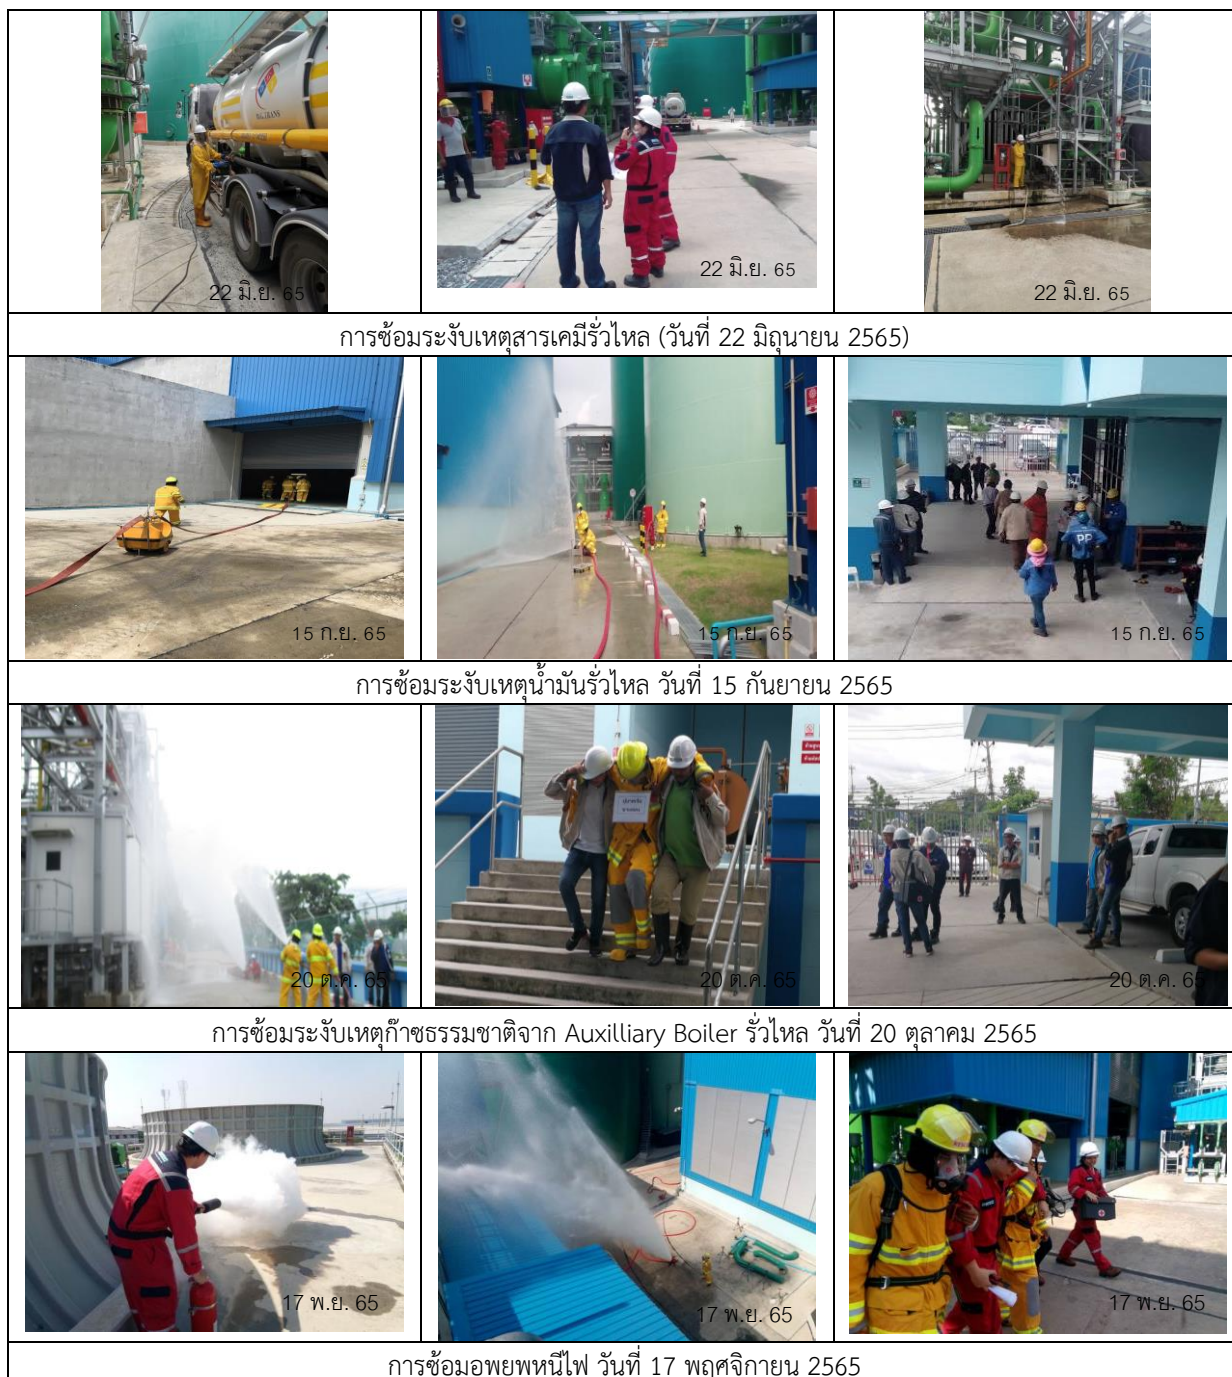 22 มิ.ย. 65
22 มิ.ย. 65
22 มิ.ย. 65
การซ้อมระงับเหตุสารเคมีรั่วไหล (วันที่ 22 มิถุนายน 2565)
PP
15 ก.ย. 65
15 ก.ย. 65
15 ก.ย. 65
การซ้อมระงับเหตุน้ำมันรั่วไหล วันที่ 15 กันยายน 2565
20 ต.ค. 65
20 ต.ค. 65
20 ต.ค. 65
การซ้อมระงับเหตุก๊าซธรรมชาติจาก Auxilliary Boiler รั่วไหล วันที่ 20 ตุลาคม 2565
17 พ.ย. 65
17 พ.ย. 65
17 พ.ย. 65
การซ้อมอพยพหนีไฟ วันที่ 17 พฤศจิกายน 2565